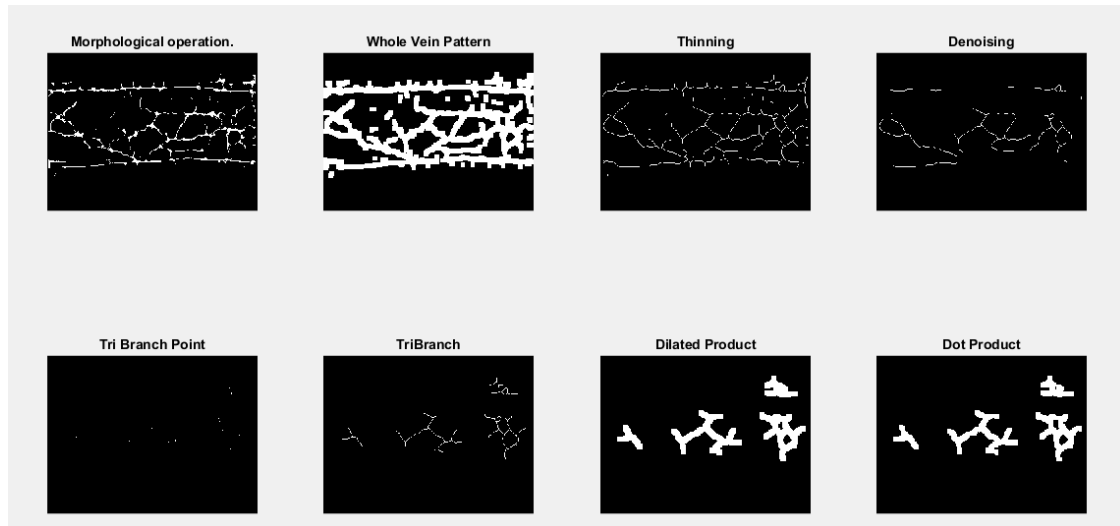 Morphological operation.
Whole Vein Pattern
Thinning
Denoising
Tri Branch Point
TriBranch
Dilated Product
Dot Product